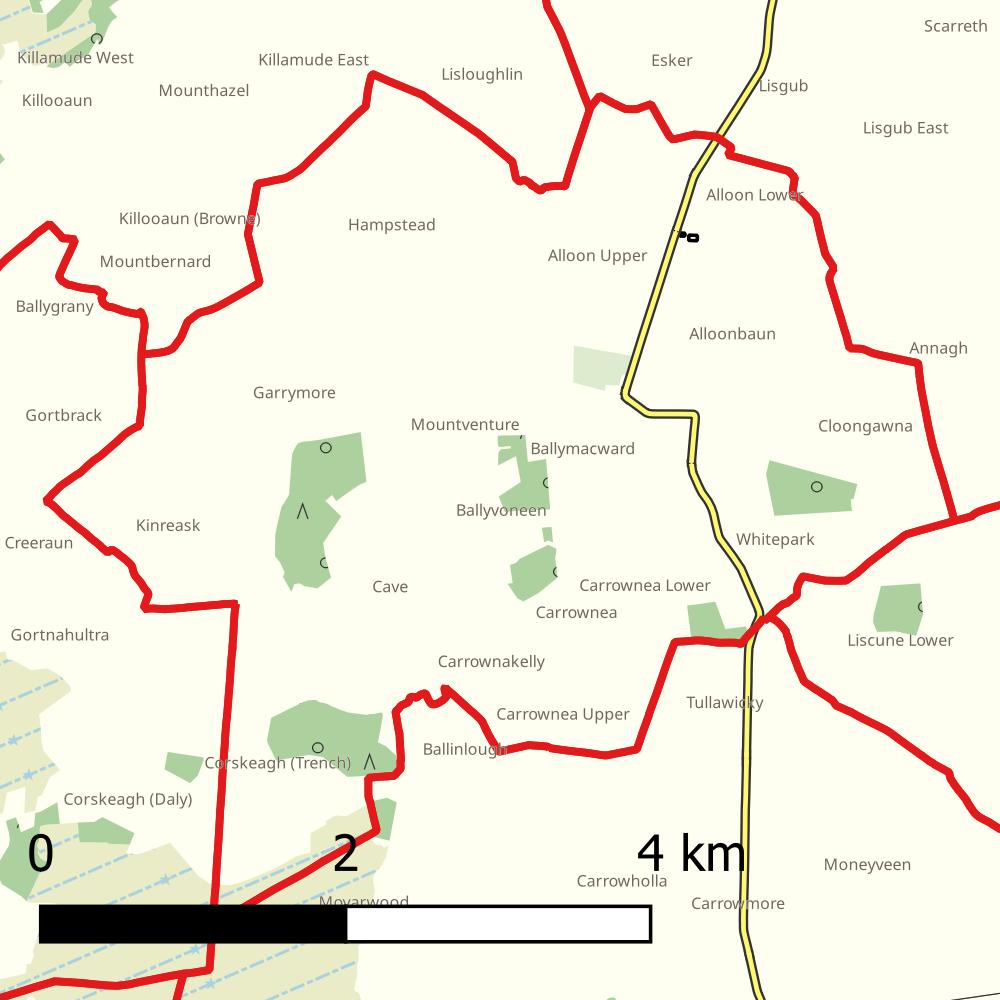 Scarreth
Killamude West
Killamude East
Esker
Lisloughlin
Lisgub
Mounthazel
Killooaun
Lisgub East
Alloon Lower
Killooaun (Browne)
Hampstead
Alloon Upper
Mountbernard
Ballygrany
Alloonbaun
Annagh
Garrymore
Gortbrack
Mountventure
Cloongawna
Ballymacward
Ballyvoneen
Kinreask
Creeraun
Whitepark
Cave
Carrownea Lower
Carrownea
Gortnahultra
Liscune Lower
Carrownakelly
Tullawicky
Carrownea Upper
Ballinlough
Corskeagh (Trench)
Corskeagh (Daly)
0 2 4 km
Moneyveen
Carrowholla
Moyarwood
Carrowmore